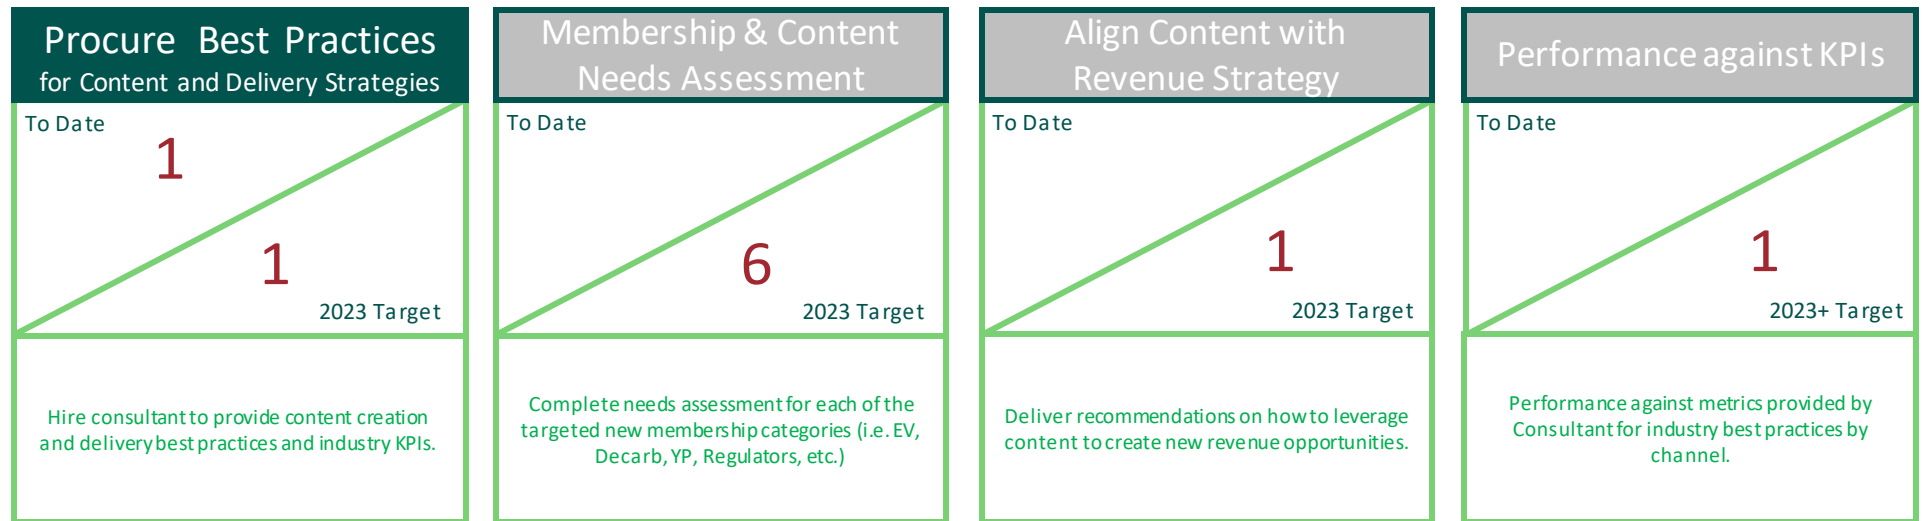 Procure Best Practices
for Content and Delivery Strategies
To Date
1
1
2023 Target
Hire consultant to provide content creation
and delivery best practices and industry KPIs.
Membership & Content
Needs Assessment
To Date
6
2023 Target
Complete needs assessment for each of the
targeted new membership categories (i.e. EV,
Decarb, YP, Regulators, etc.)
Align Content with
Revenue Strategy
To Date
1
2023 Target
Deliver recommendations on how to leverage
content to create new revenue opportunities.
Performance against KPIs
To Date
1
2023+ Target
Performance against metrics provided by
Consultant for industry best practices by
channel.